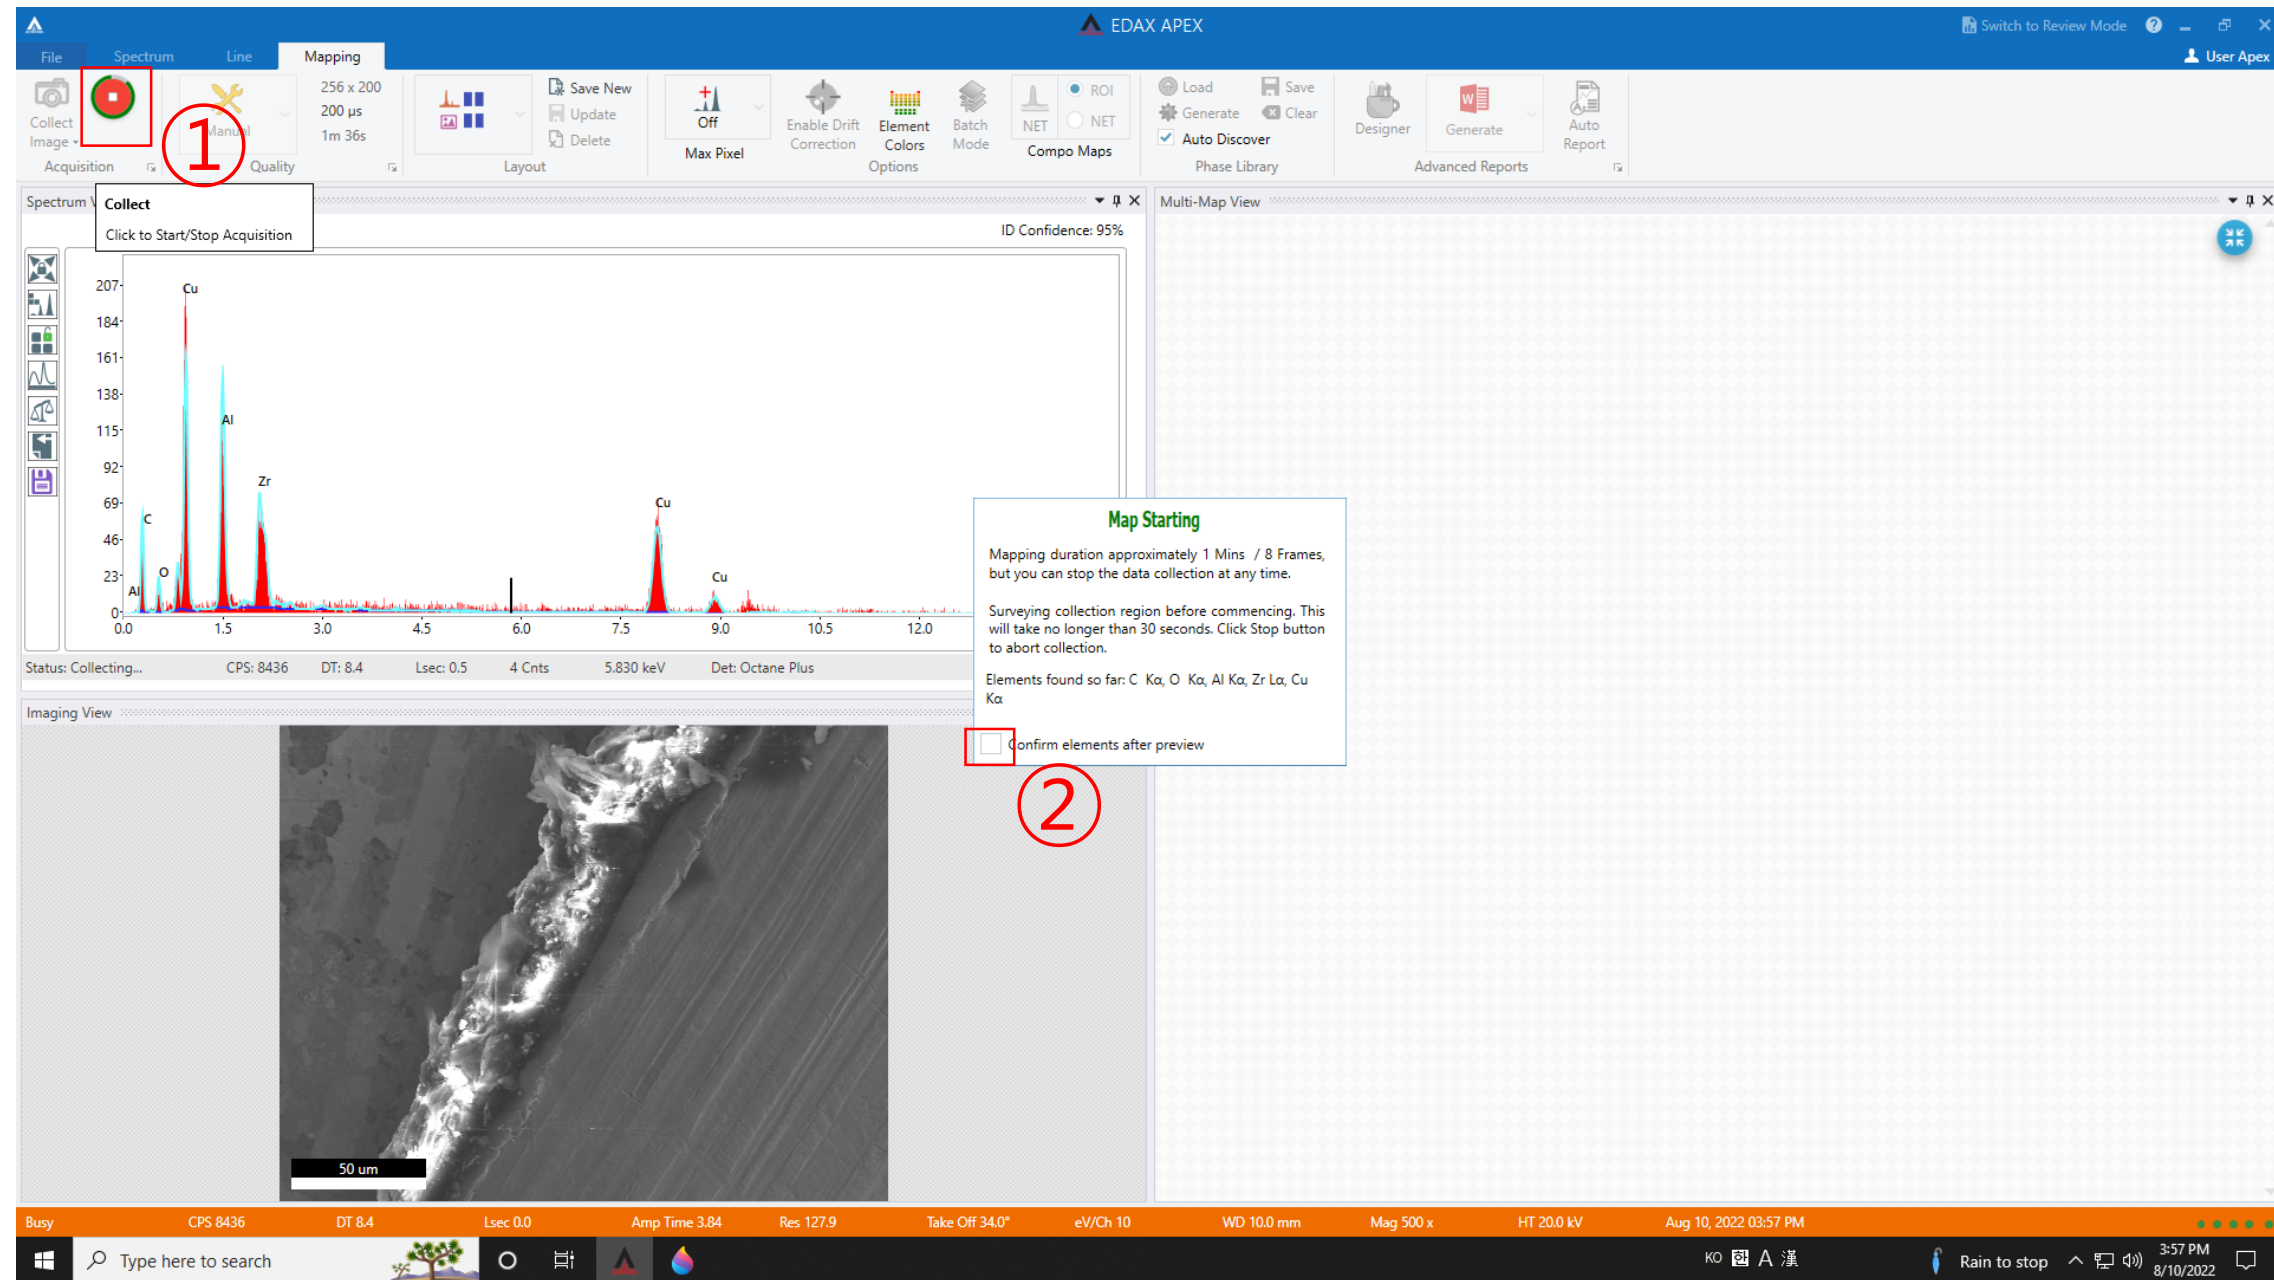 EDAX APEX
Switch to Review Mode
File Spectrum Line Mapping
User Apex
Collect Image
Acquisition
①
Manual
256 x 200
200 µs
1m 36s
Quality
Layout
Save New
Update
Delete
Off
Max Pixel
Enable Drift Correction
Element Colors
Batch Mode
Options
NET
ROI
NET
Compo Maps
Load Save
Generate Clear
Auto Discover
Phase Library
Designer
Generate
Auto Report
Advanced Reports
Spectrum V
Collect
Click to Start/Stop Acquisition
Multi-Map View
ID Confidence: 95%
207
184
161
138
115
92
69
46
23
0
Cu
Al
Zr
C
O
Al
Cu
Cu
0.0 1.5 3.0 4.5 6.0 7.5 9.0 10.5 12.0
Status: Collecting... CPS: 8436 DT: 8.4 Lsec: 0.5 4 Cnts 5.830 keV Det: Octane Plus
Map Starting
Mapping duration approximately 1 Mins / 8 Frames,
but you can stop the data collection at any time.
Surveying collection region before commencing. This
will take no longer than 30 seconds. Click Stop button
to abort collection.
Elements found so far: C Kα, O Kα, Al Kα, Zr Lα, Cu
Kα
Confirm elements after preview
②
Imaging View
50 um
Busy CPS 8436 DT 8.4 Lsec 0.0 Amp Time 3.84 Res 127.9 Take Off 34.0° eV/Ch 10 WD 10.0 mm Mag 500 x HT 20.0 kV Aug 10, 2022 03:57 PM
Type here to search
KO 한 A 漢
Rain to stop
3:57 PM
8/10/2022